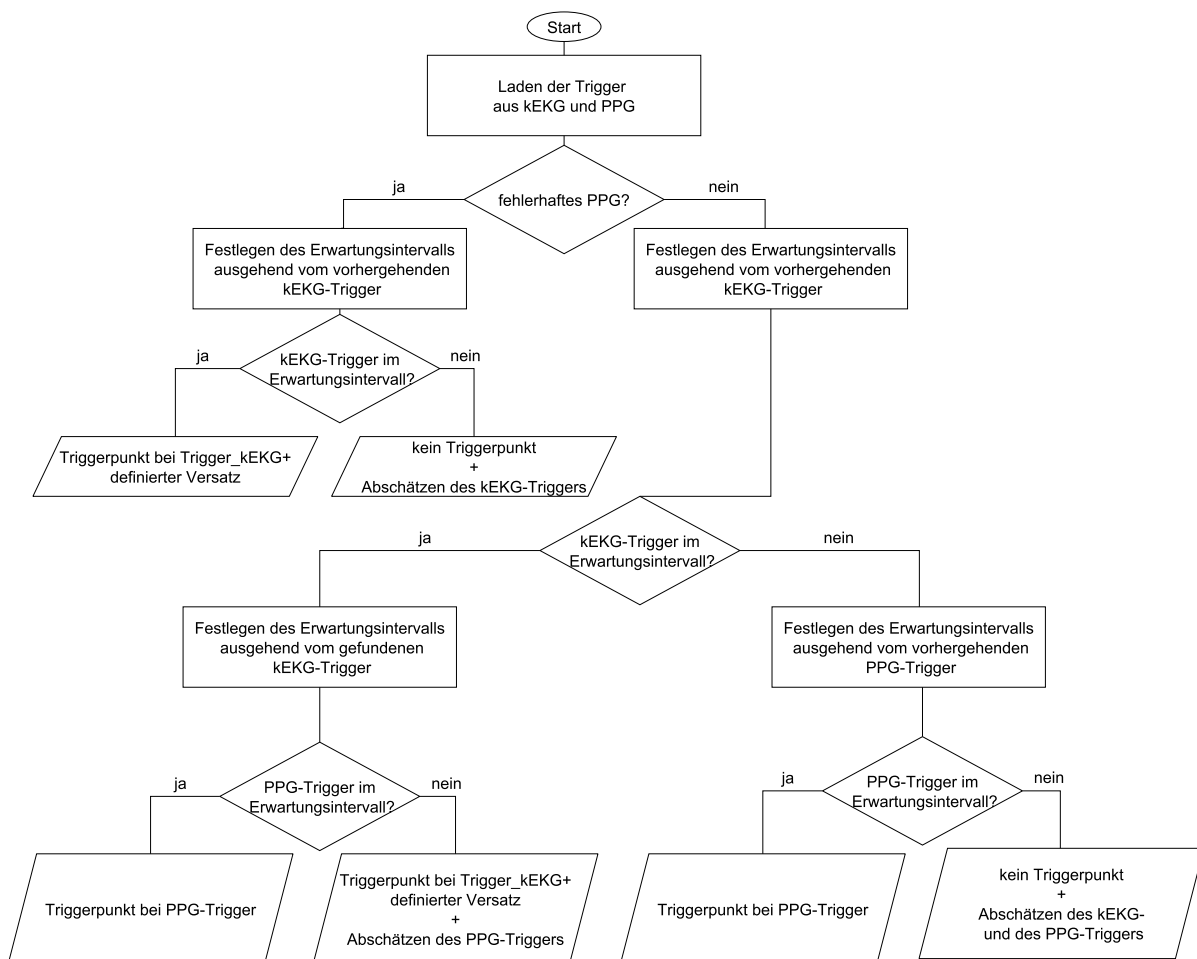 Start
Laden der Trigger
aus kEKG und PPG
fehlerhaftes PPG?
ja
nein
Festlegen des Erwartungsintervalls
ausgehend vom vorhergehenden
kEKG-Trigger
Festlegen des Erwartungsintervalls
ausgehend vom vorhergehenden
kEKG-Trigger
kEKG-Trigger im
Erwartungsintervall?
ja
nein
Triggerpunkt bei Trigger_kEKG+
definierter Versatz
kein Triggerpunkt
+
Abschätzen des kEKG-Triggers
kEKG-Trigger im
Erwartungsintervall?
ja
nein
Festlegen des Erwartungsintervalls
ausgehend vom gefundenen
kEKG-Trigger
Festlegen des Erwartungsintervalls
ausgehend vom vorhergehenden
PPG-Trigger
PPG-Trigger im
Erwartungsintervall?
ja
nein
PPG-Trigger im
Erwartungsintervall?
ja
nein
Triggerpunkt bei PPG-Trigger
Triggerpunkt bei Trigger_kEKG+
definierter Versatz
+
Abschätzen des PPG-Triggers
Triggerpunkt bei PPG-Trigger
kein Triggerpunkt
+
Abschätzen des kEKG-
und des PPG-Triggers